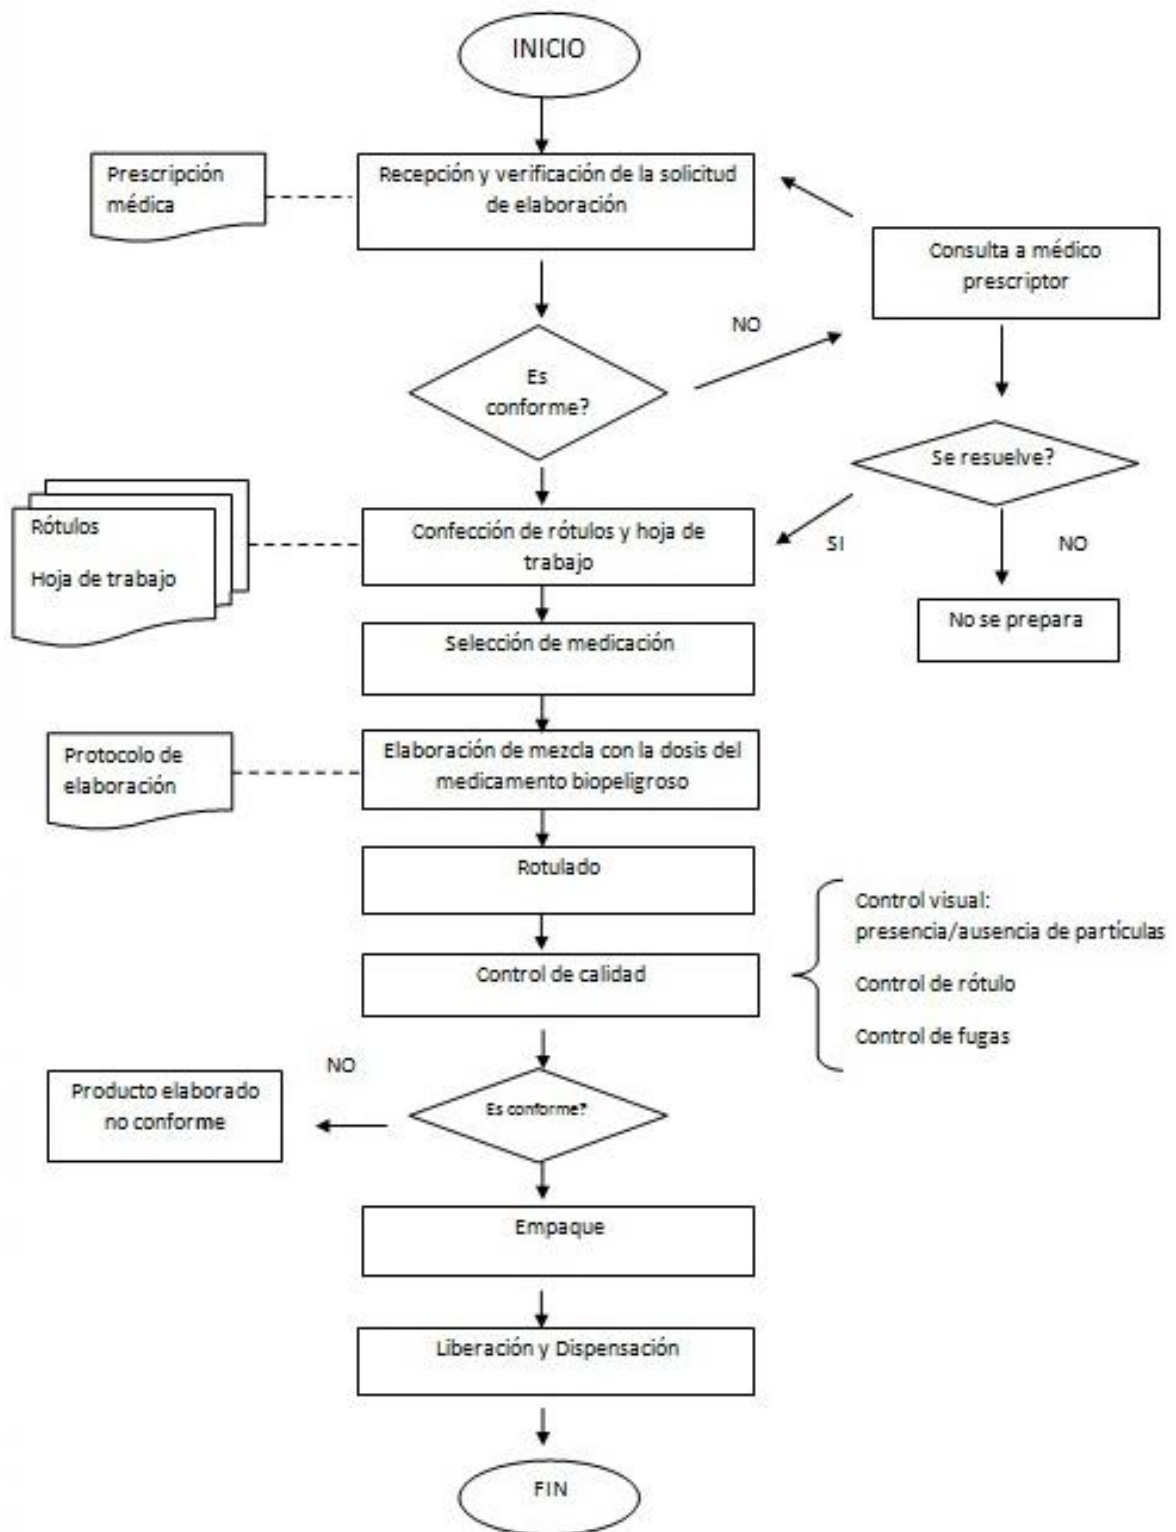 INICIO
Prescripción
médica
Recepción y verificación de la solicitud
de elaboración
Consulta a médico
prescriptor
NO
Es
conforme?
Se resuelve?
SI
NO
No se prepara
Rótulos
Hoja de trabajo
Confección de rótulos y hoja de
trabajo
Selección de medicación
Protocolo de
elaboración
Elaboración de mezcla con la dosis del
medicamento biopeligroso
Rotulado
Control de calidad
Control visual:
presencia/ausencia de partículas
Control de rótulo
Control de fugas
NO
Producto elaborado
no conforme
Es conforme?
Empaque
Liberación y Dispensación
FIN